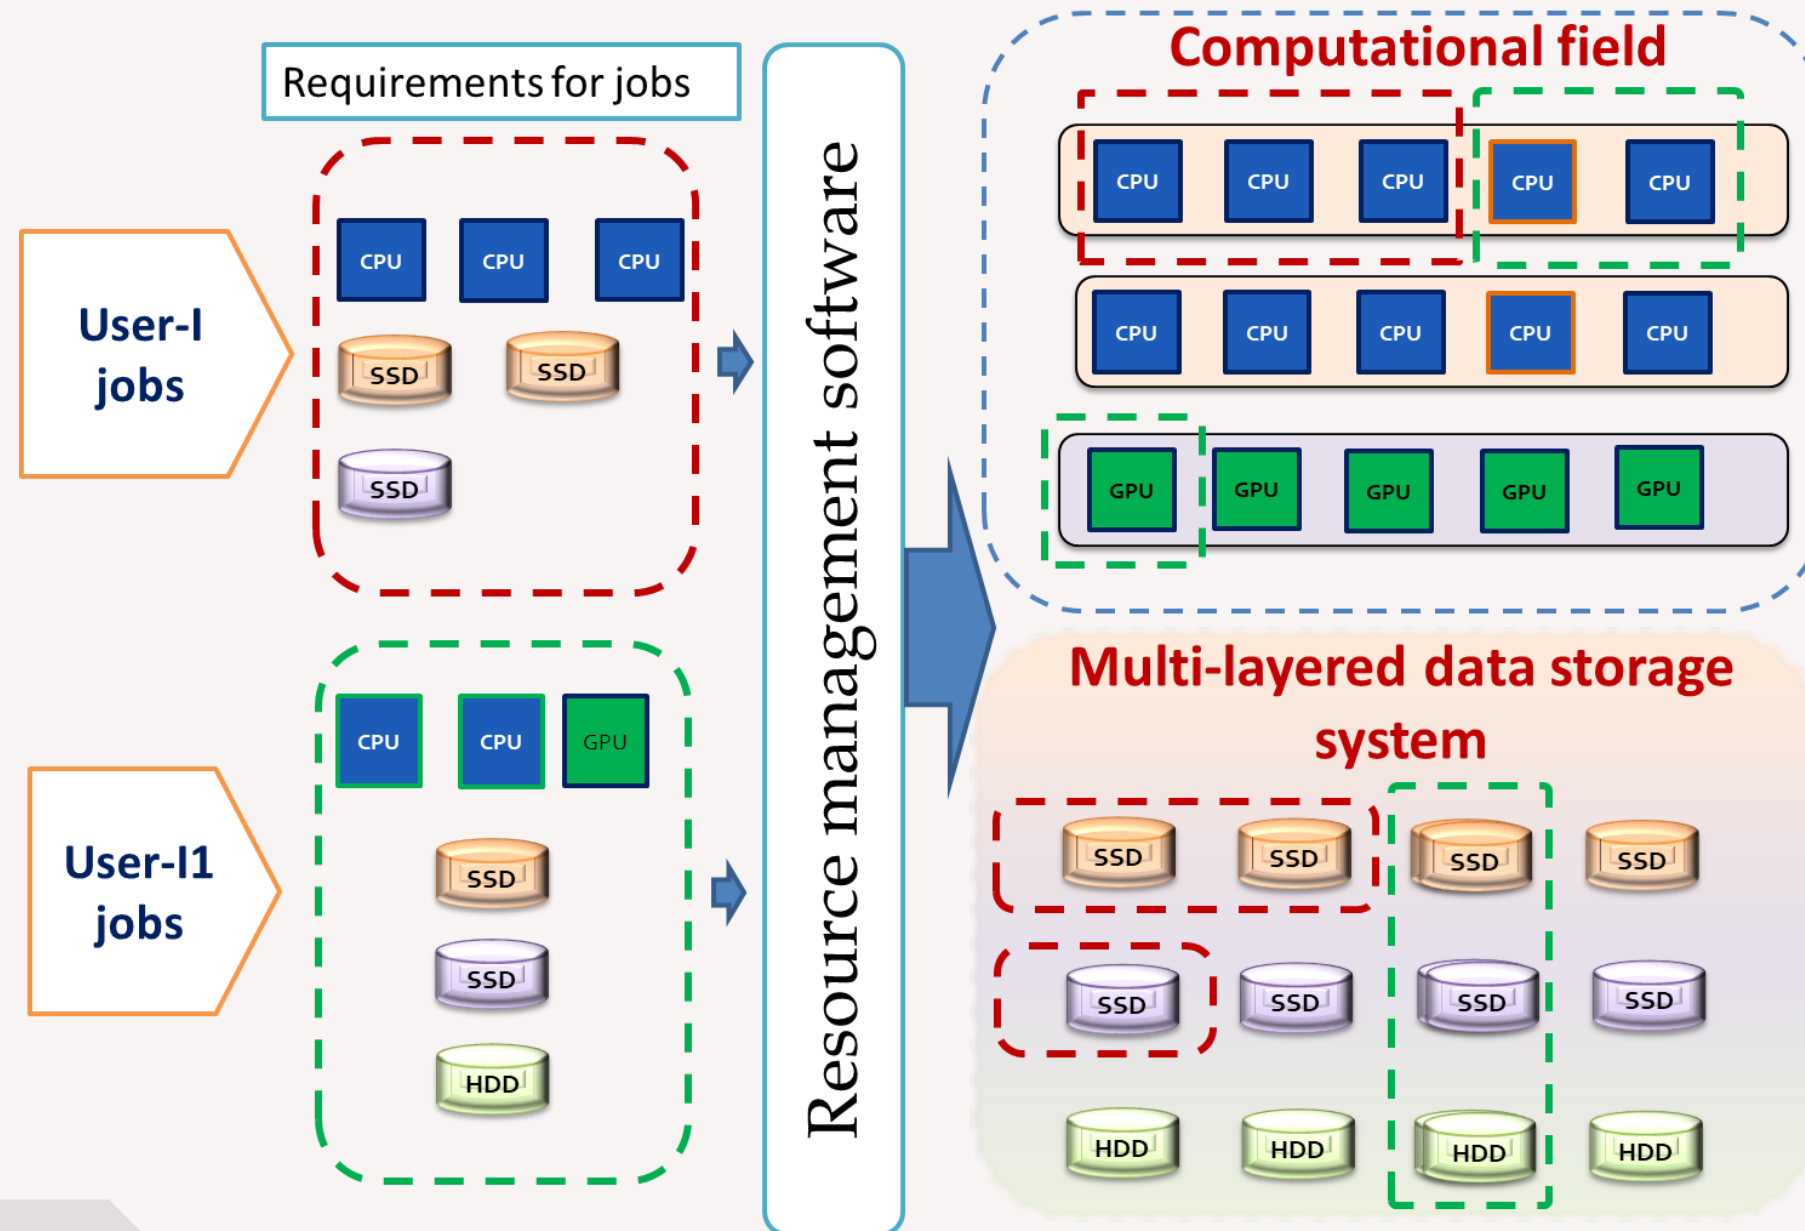 Requirements for jobs
User-I
jobs
CPU CPU CPU
SSD SSD
SSD
User-I1
jobs
CPU CPU GPU
SSD
SSD
HDD
Resource management software
Computational field
CPU CPU CPU CPU CPU
CPU CPU CPU CPU CPU
GPU GPU GPU GPU GPU
Multi-layered data storage
system
SSD SSD SSD SSD
SSD SSD SSD SSD
HDD HDD HDD HDD